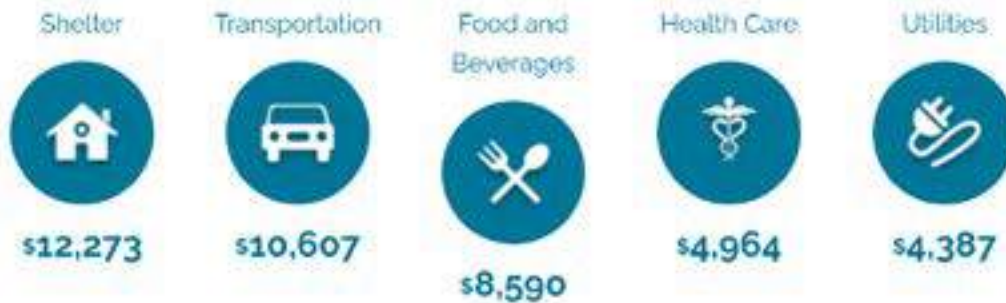 Shelter
$12,273
Transportation
$10,607
Food and
Beverages
$8,590
Health Care
$4,964
Utilities
$4,387